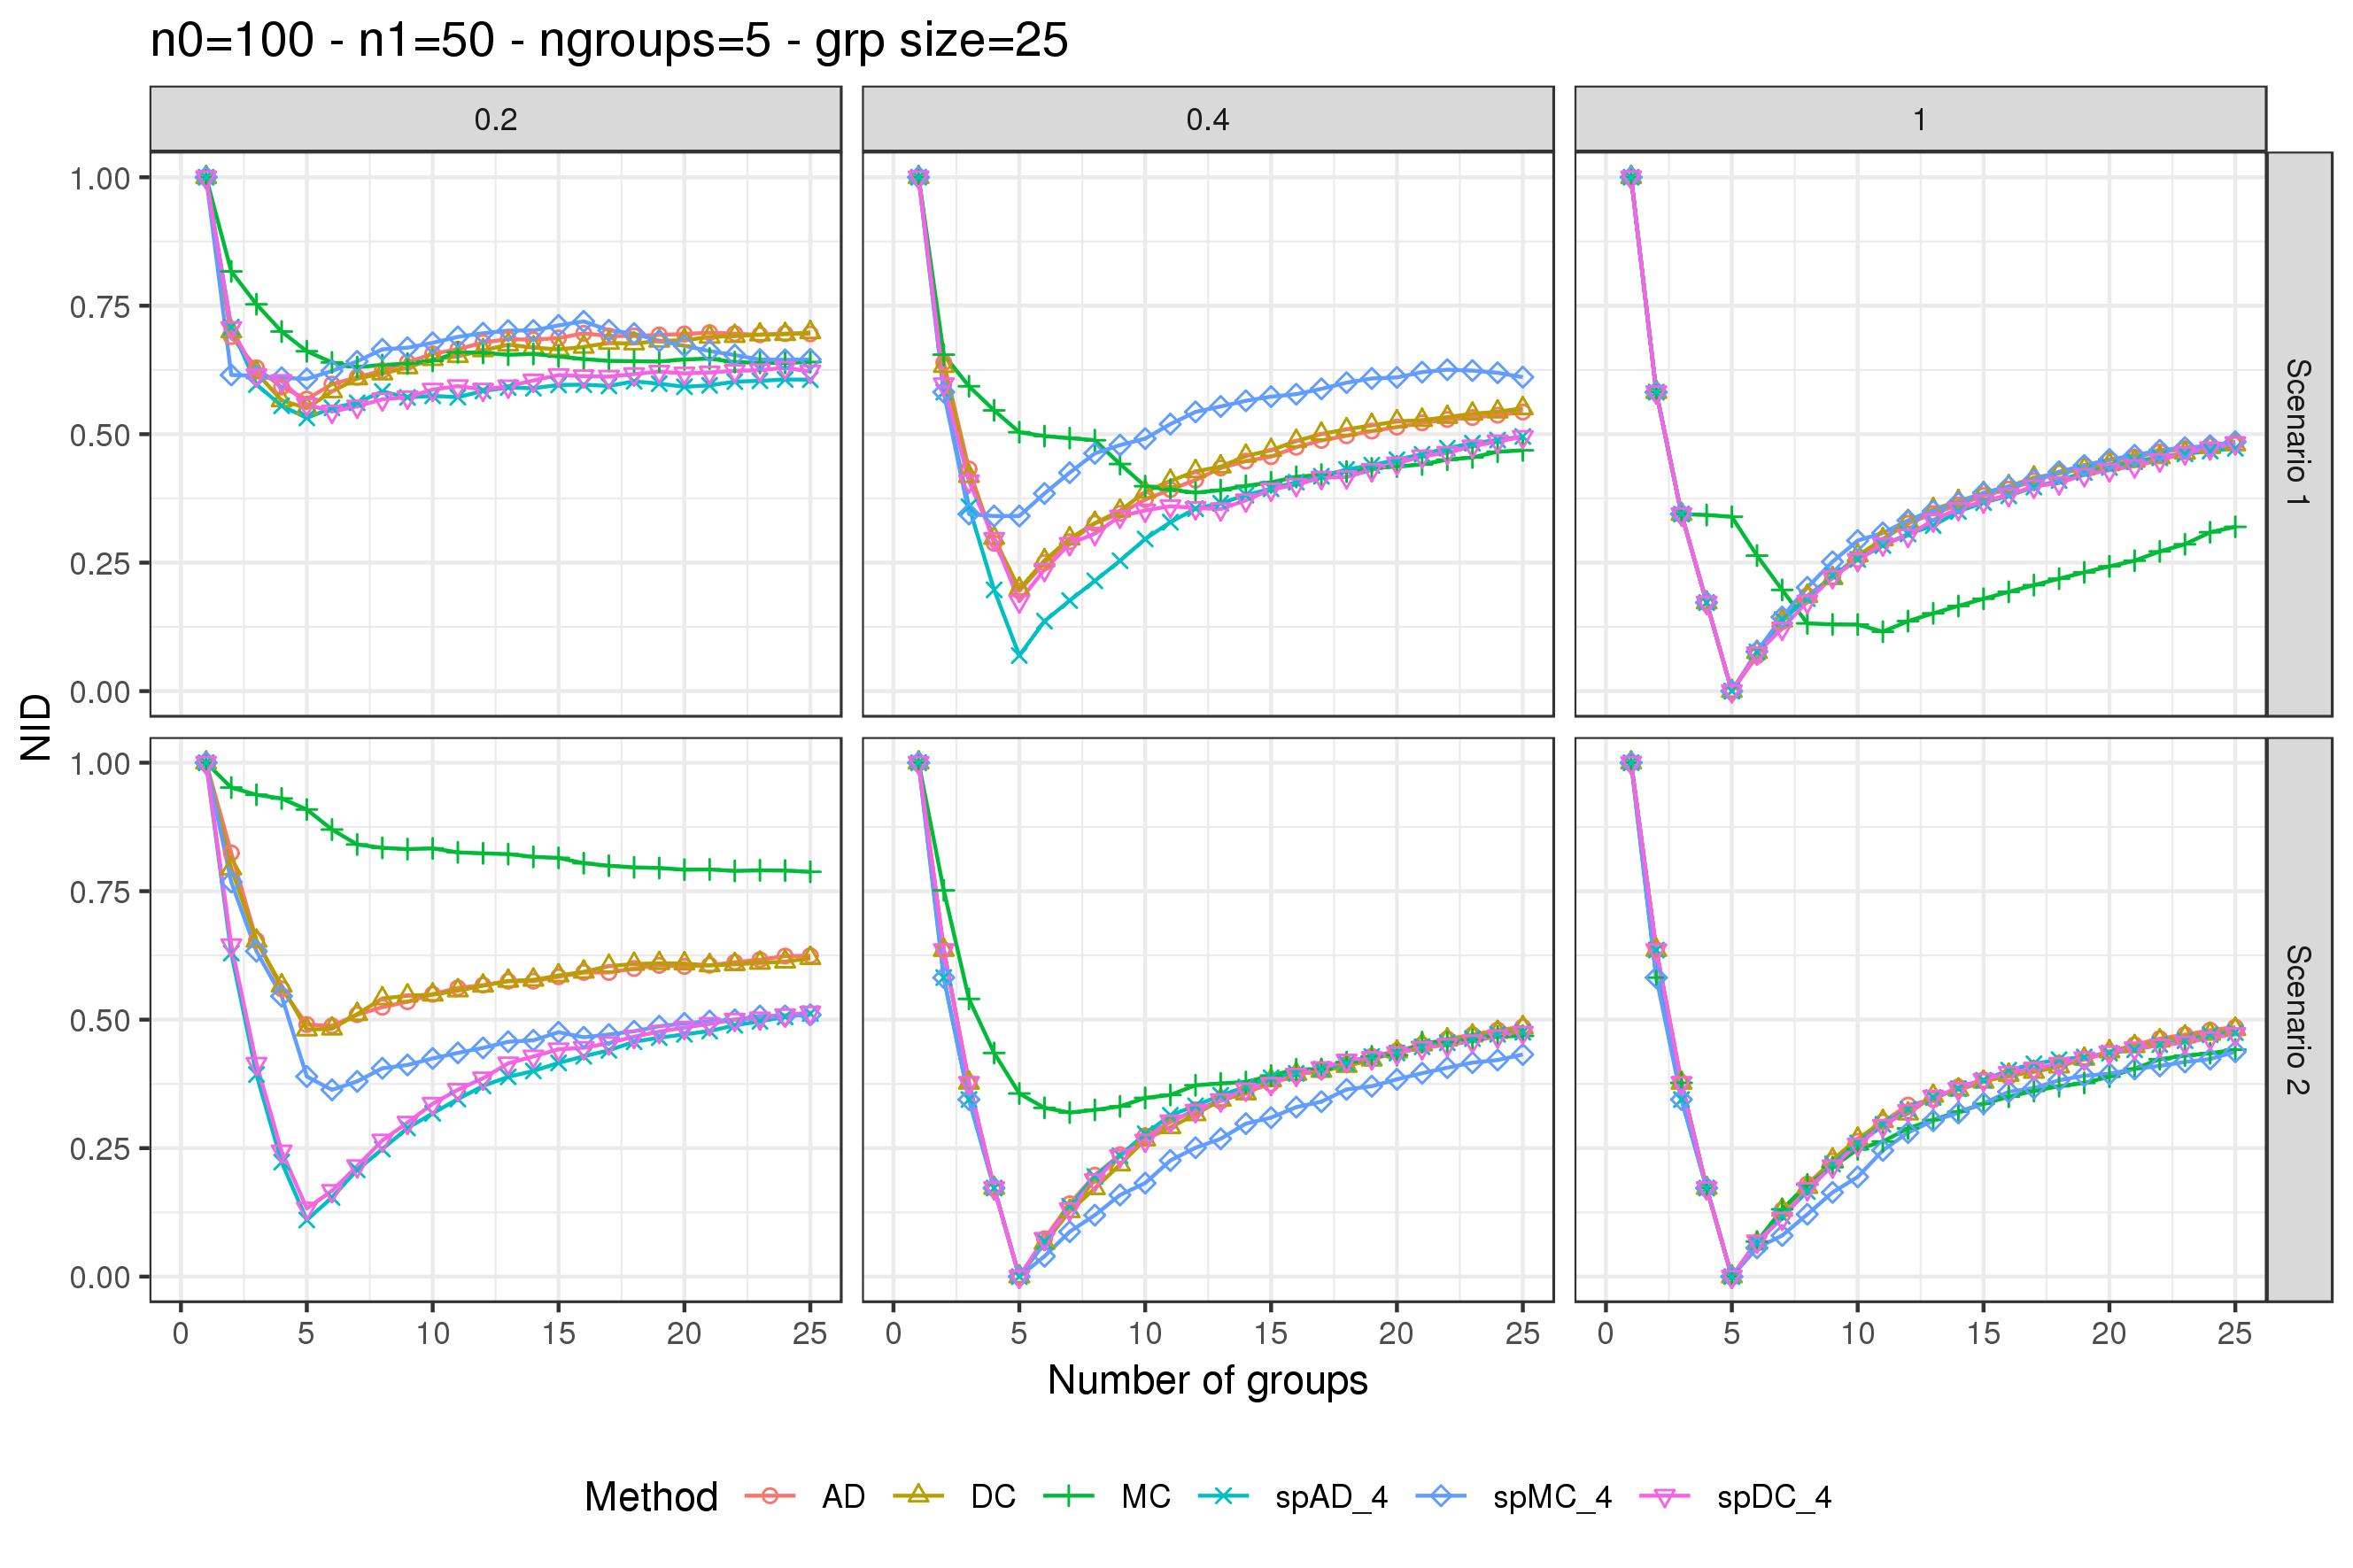 n0=100 - n1=50 - ngroups=5 - grp size=25
0.2 0.4 1
1.00
0.75
0.50
0.25
0.00
Scenario 1
NID
1.00
0.75
0.50
0.25
0.00
Scenario 2
0 5 10 15 20 25 0 5 10 15 20 25 0 5 10 15 20 25
Number of groups
Method AD DC MC spAD_4 spMC_4 spDC_4